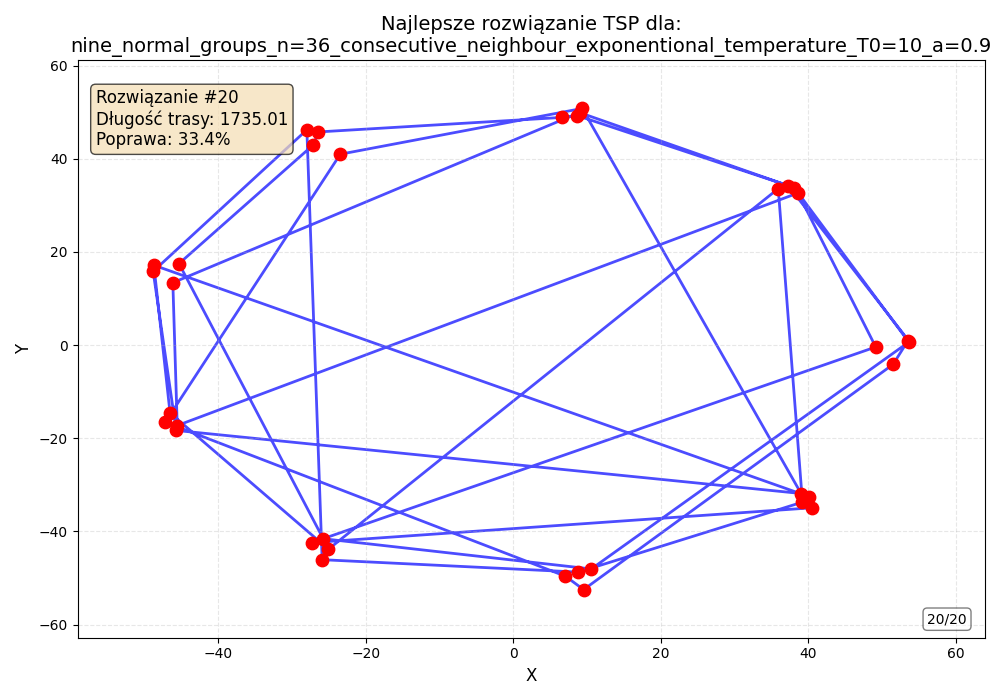 Najlepsze rozwiązanie TSP dla:
nine_normal_groups_n=36_consecutive_neighbour_exponentional_temperature_T0=10_a=0.9
Rozwiązanie #20
Długość trasy: 1735.01
Poprawa: 33.4%
60
40
20
0
−20
−40
−60
Y
20/20
−40
−20
0
20
40
60
X